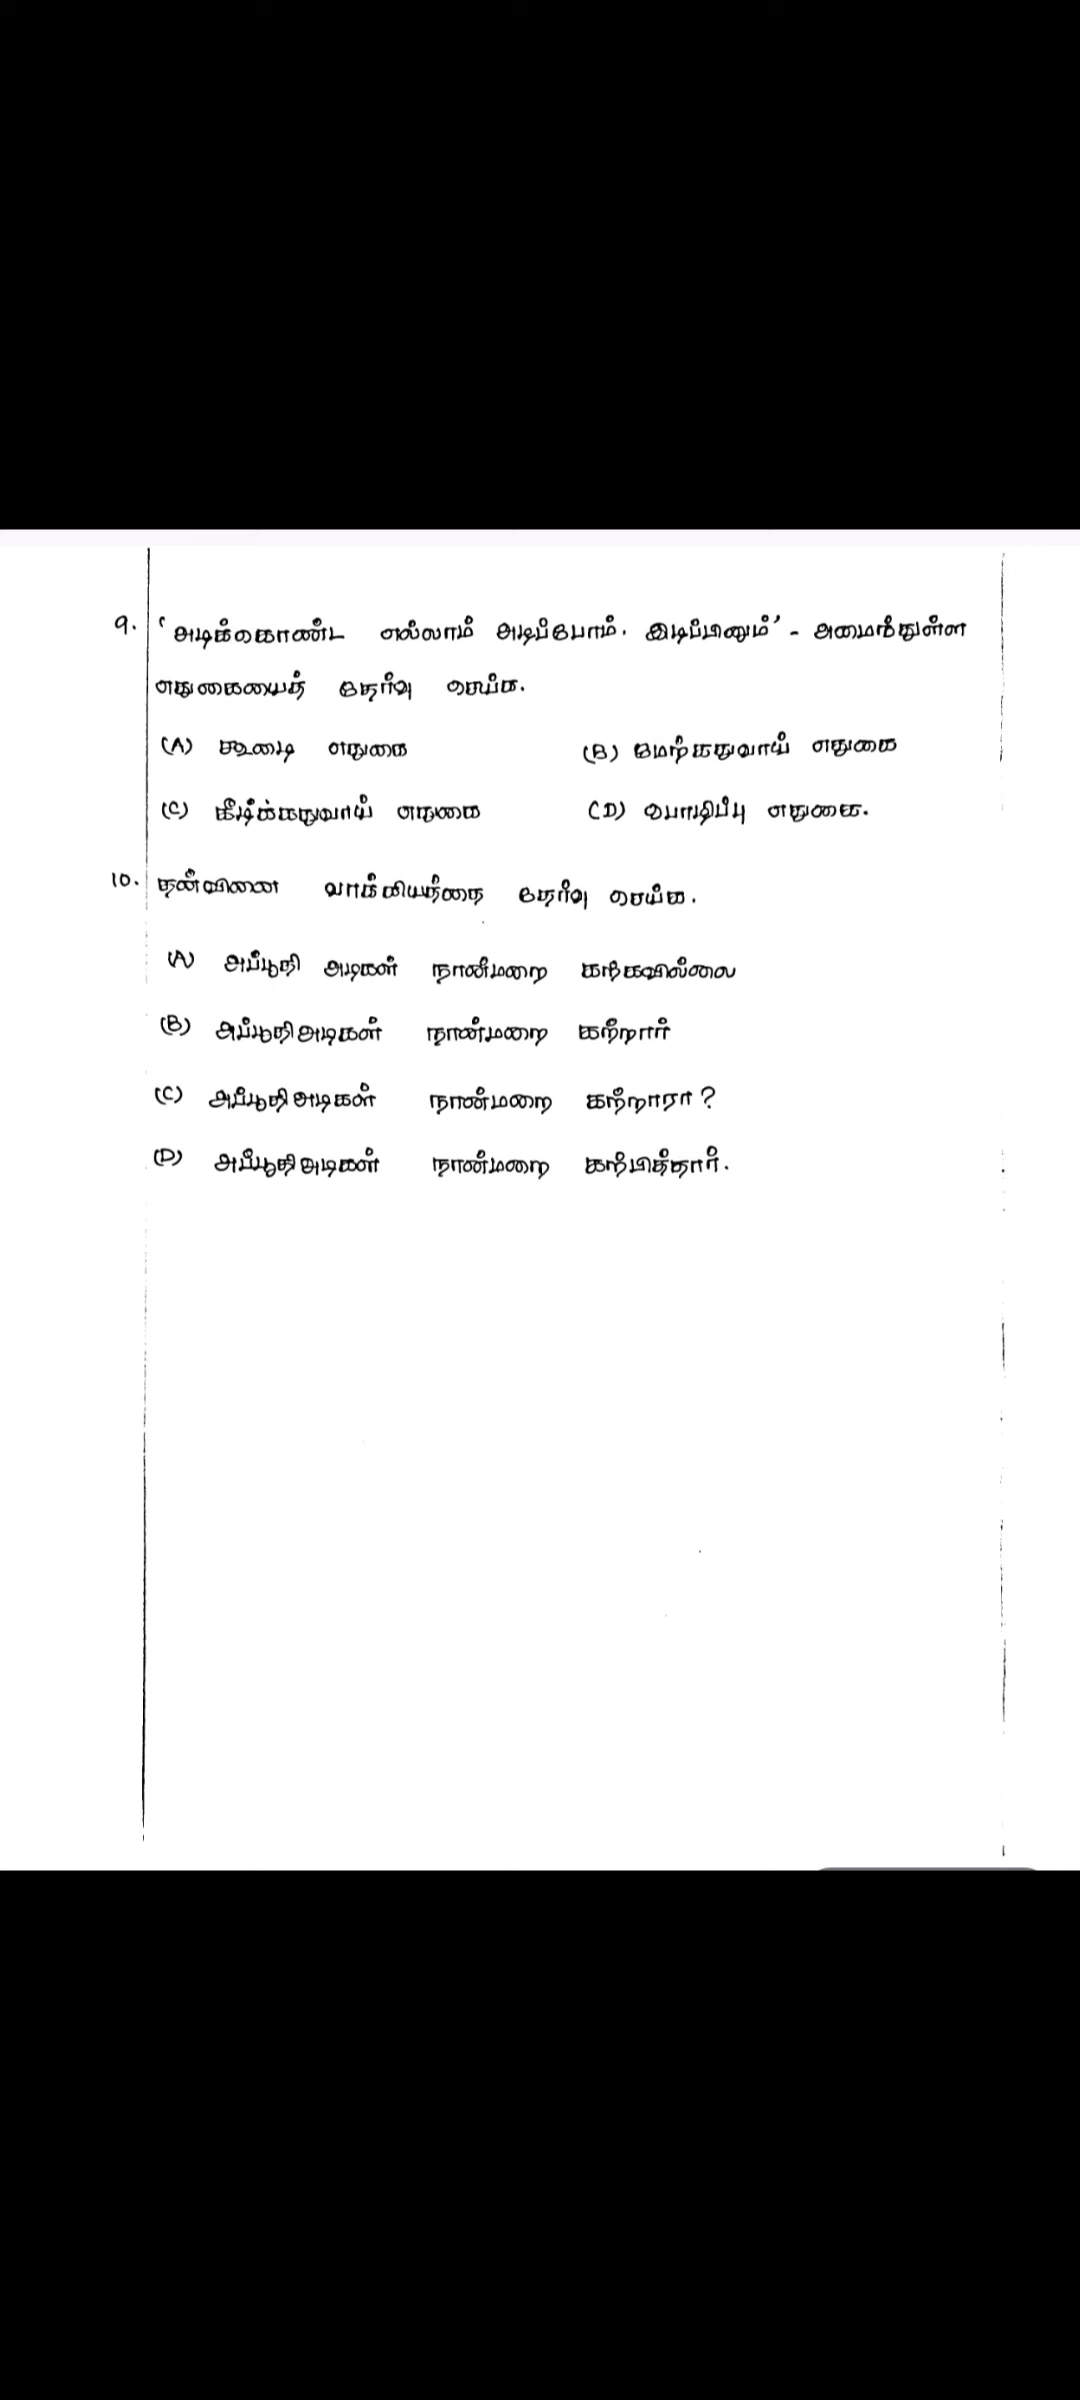 9. 'அடிக்கொண்ட எல்லாம் அடிப்போம். இடிப்பினும்' - அமைந்துள்ள
எதுகையைத் தேர்வு செய்க.
(A) கூழை எதுகை (B) மேற்கதுவாய் எதுகை
(C) கீழ்க்கதுவாய் எதுகை (D) பொழிப்பு எதுகை.
10. தன்வினை வாக்கியத்தை தேர்வு செய்க.
(A) அப்பூதி அடிகள் நான்மறை கற்கவில்லை
(B) அப்பூதிஅடிகள் நான்மறை கற்றார்
(C) அப்பூதிஅடிகள் நான்மறை கற்றாரா?
(D) அப்பூதிஅடிகள் நான்மறை கற்பித்தார்.